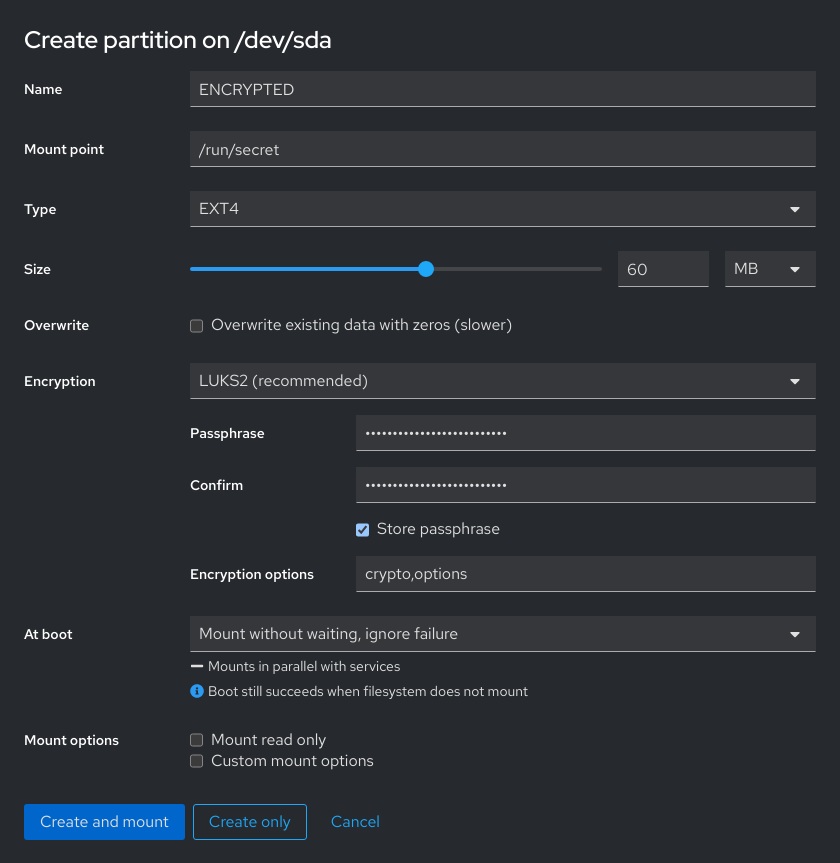 Create partition on /dev/sda
Name
ENCRYPTED
Mount point
/run/secret
Type
EXT4
Size
60
MB
Overwrite
Overwrite existing data with zeros (slower)
Encryption
LUKS2 (recommended)
Passphrase
••••••••••••••••••••••••••
Confirm
••••••••••••••••••••••••••
Store passphrase
Encryption options
crypto,options
At boot
Mount without waiting, ignore failure
Mounts in parallel with services
Boot still succeeds when filesystem does not mount
Mount options
Mount read only
Custom mount options
Create and mount
Create only
Cancel